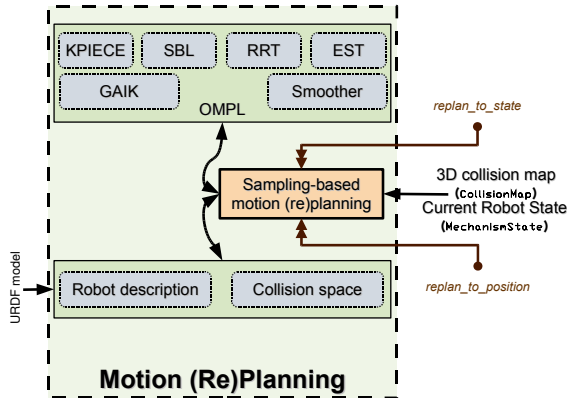 KPIECE
SBL
RRT
EST
GAIK
Smoother
OMPL
replan_to_state
Sampling-based
motion (re)planning
3D collision map
(CollisionMap)
Current Robot State
(MechanismState)
replan_to_position
URDF model
Robot description
Collision space
Motion (Re)Planning